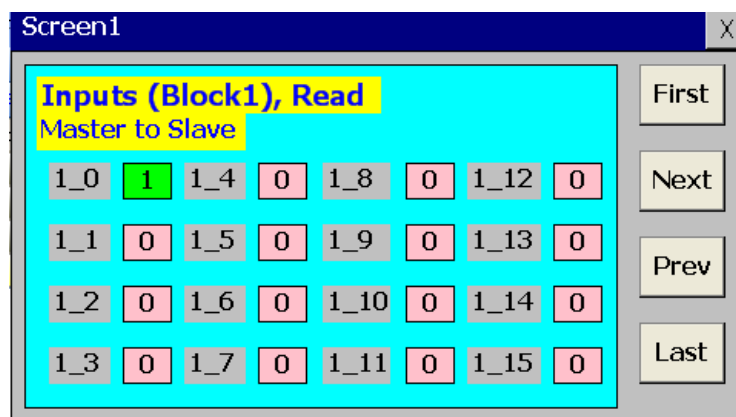 Screen1 X
Inputs (Block1), Read
Master to Slave
1_0 1 1_4 0 1_8 0 1_12 0
1_1 0 1_5 0 1_9 0 1_13 0
1_2 0 1_6 0 1_10 0 1_14 0
1_3 0 1_7 0 1_11 0 1_15 0
First
Next
Prev
Last